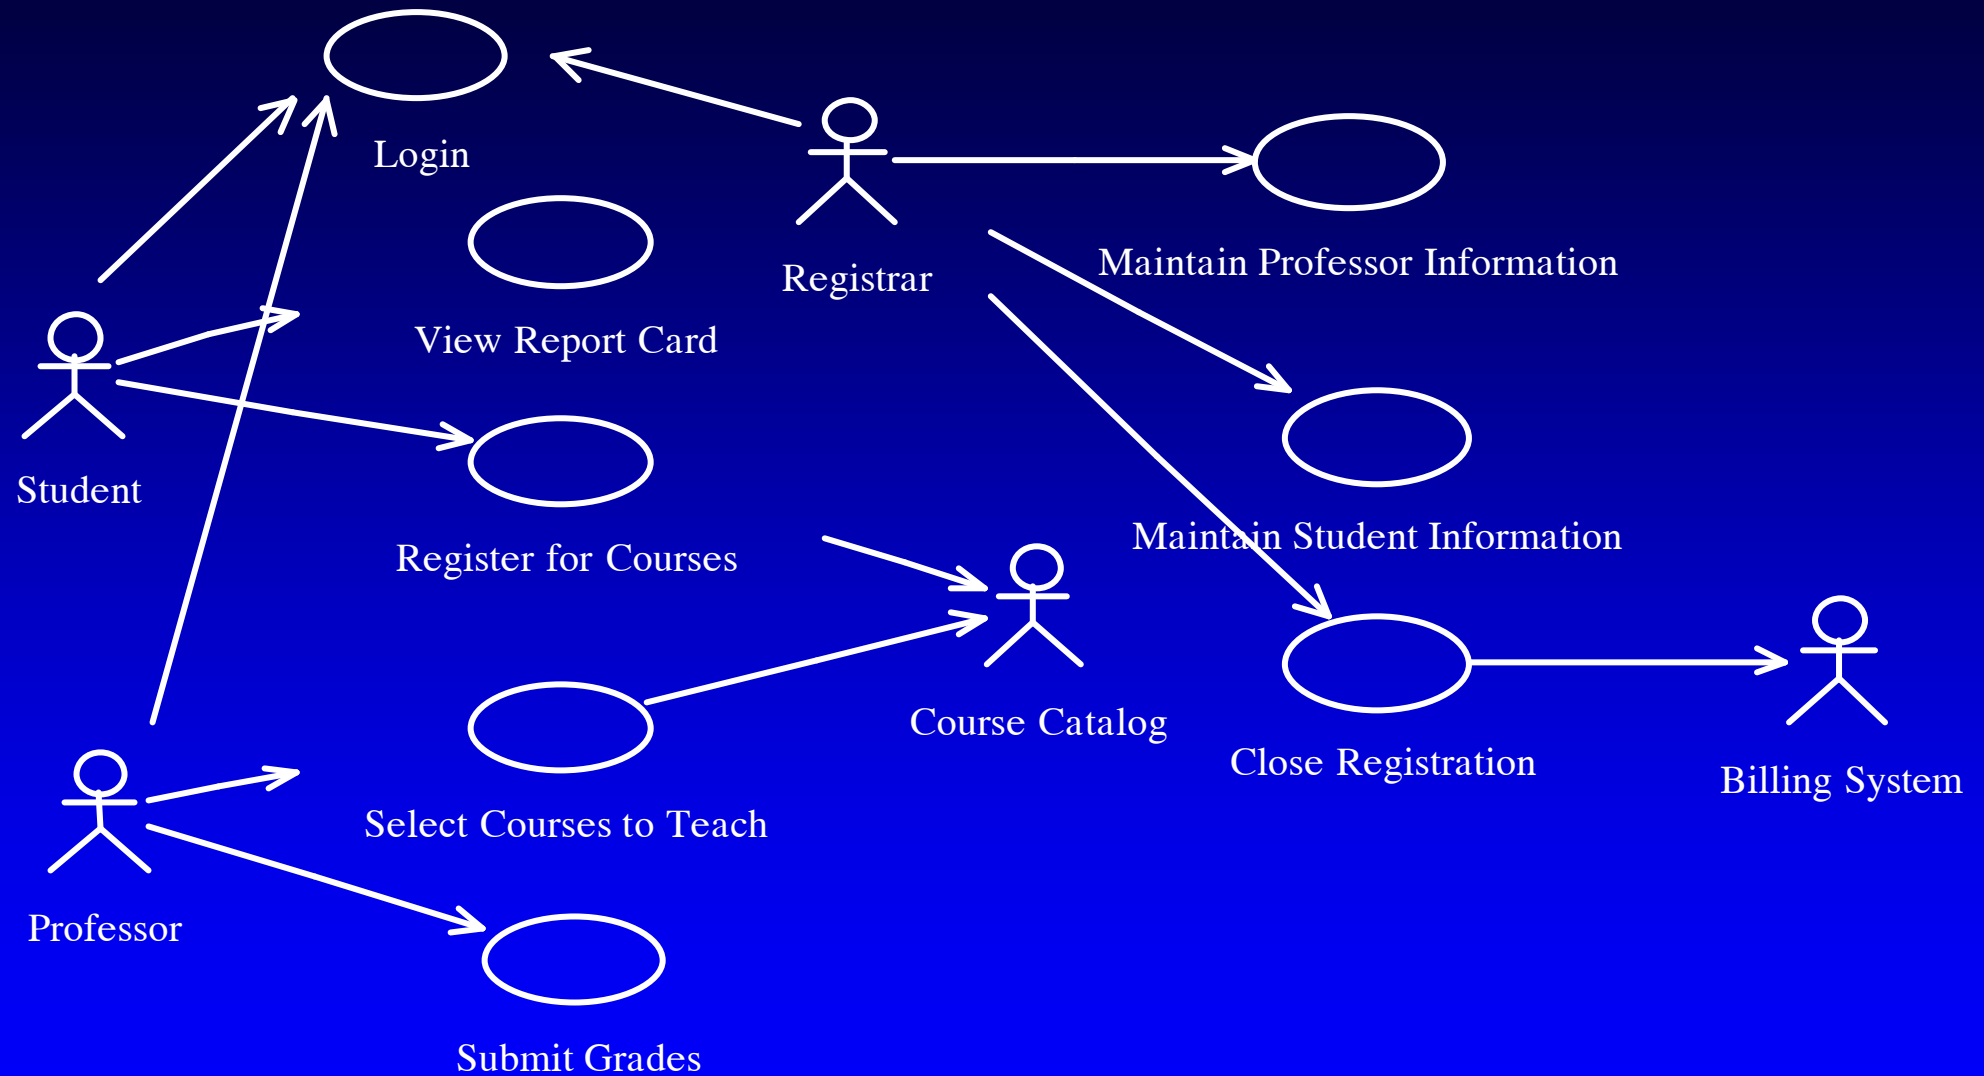 Login
Registrar
Maintain Professor Information
View Report Card
Student
Register for Courses
Maintain Student Information
Course Catalog
Close Registration
Billing System
Select Courses to Teach
Professor
Submit Grades